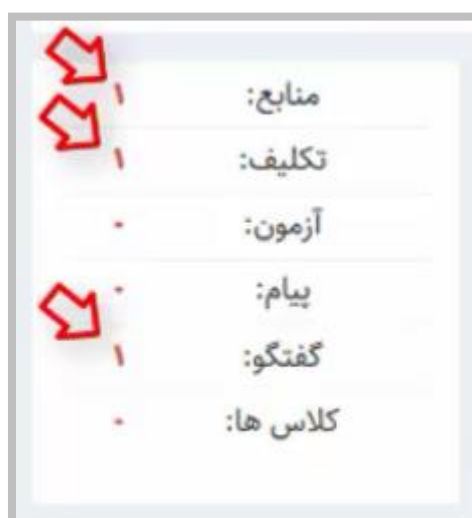 منابع: ۱
تکلیف: ۱
آزمون: ۰
پیام: ۰
گفتگو: ۱
کلاس ها: ۰